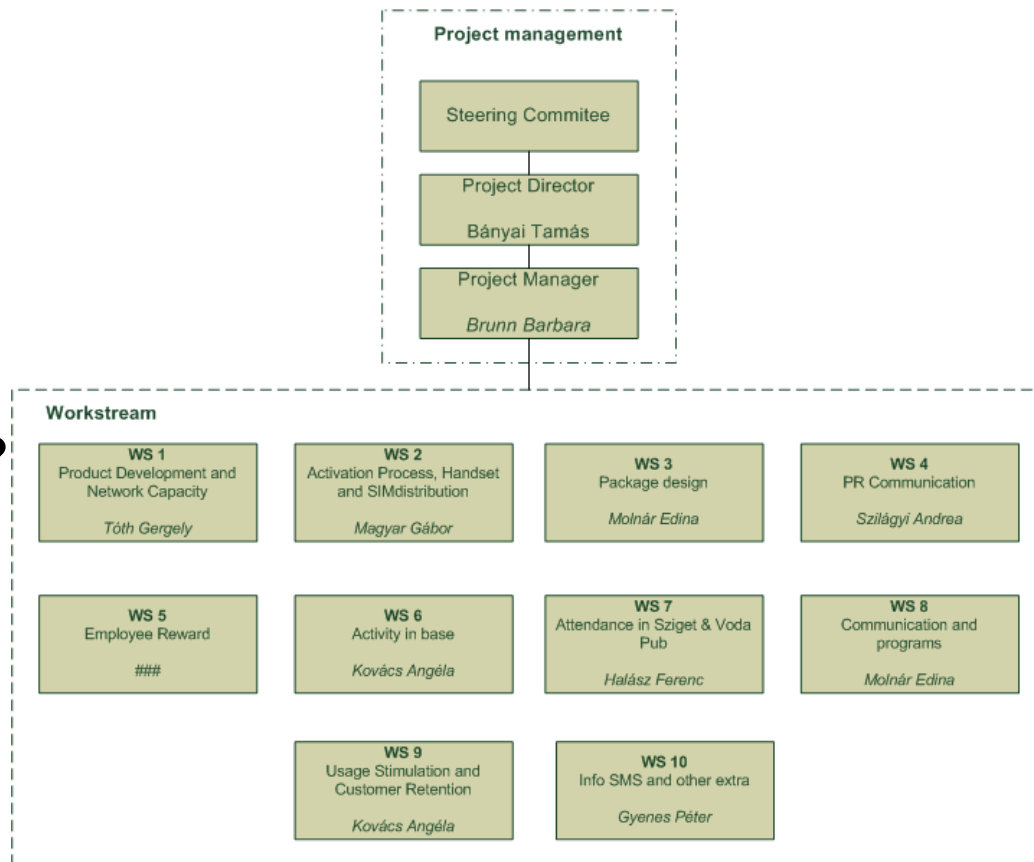 Project management
Steering Commitee
Project Director
Bányai Tamás
Project Manager
Brunn Barbara
Workstream
WS 1
Product Development and
Network Capacity
Tóth Gergely
WS 2
Activation Process, Handset
and SIMdistribution
Magyar Gábor
WS 3
Package design
Molnár Edina
WS 4
PR Communication
Szilágyi Andrea
WS 5
Employee Reward
###
WS 6
Activity in base
Kovács Angéla
WS 7
Attendance in Sziget & Voda
Pub
Halász Ferenc
WS 8
Communication and
programs
Molnár Edina
WS 9
Usage Stimulation and
Customer Retention
Kovács Angéla
WS 10
Info SMS and other extra
Gyenes Péter